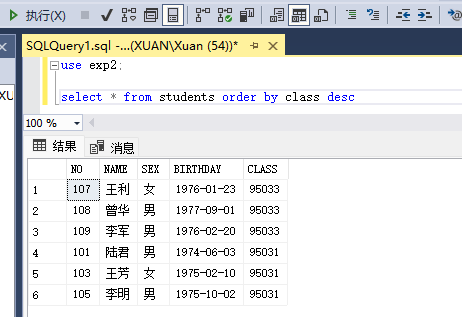 执行(X)
SQLQuery1.sql -...(XUAN\Xuan (54))*
use exp2;
select * from students order by class desc
100 %
结果 消息
NO NAME SEX BIRTHDAY CLASS
1 107 王利 女 1976-01-23 95033
2 108 曾华 男 1977-09-01 95033
3 109 李军 男 1976-02-20 95033
4 101 陆君 男 1974-06-03 95031
5 103 王芳 女 1975-02-10 95031
6 105 李明 男 1975-10-02 95031